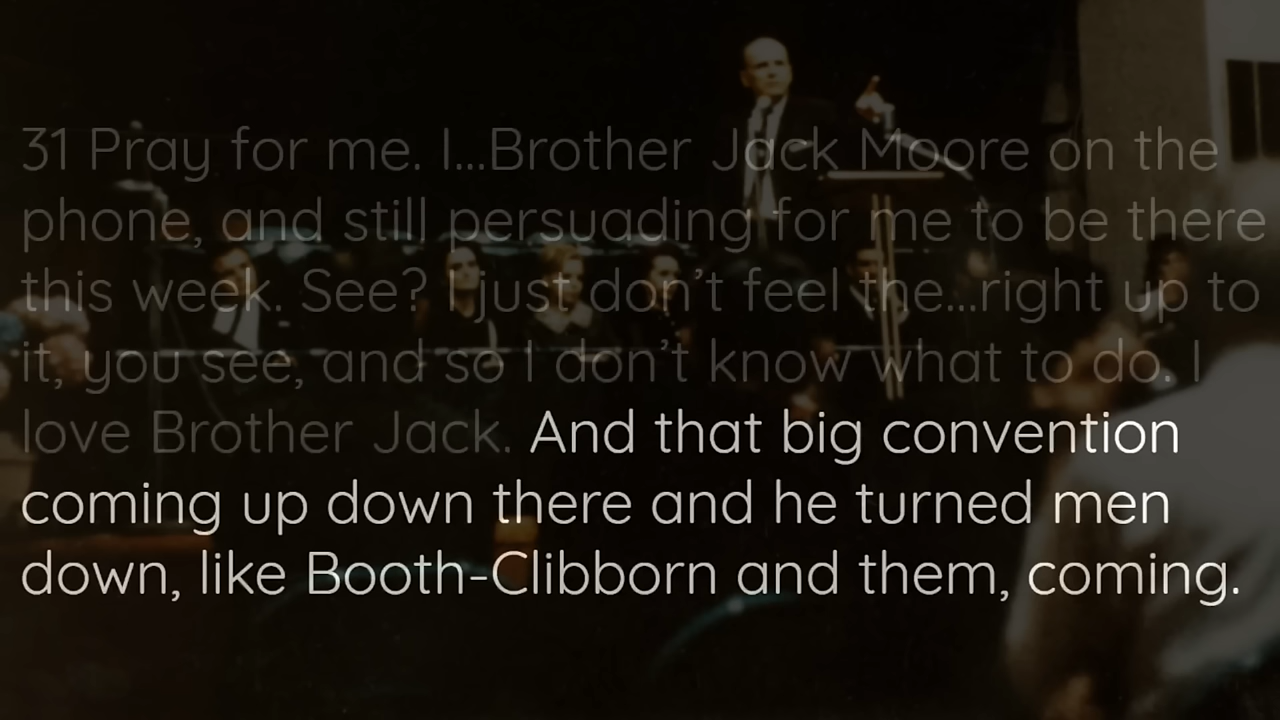 31 Pray for me. I...Brother Jack Moore on the
phone, and still persuading for me to be there
this week. See? I just don’t feel the...right up to
it, you see, and so I don’t know what to do. I
love Brother Jack. And that big convention
coming up down there and he turned men
down, like Booth-Clibborn and them, coming.